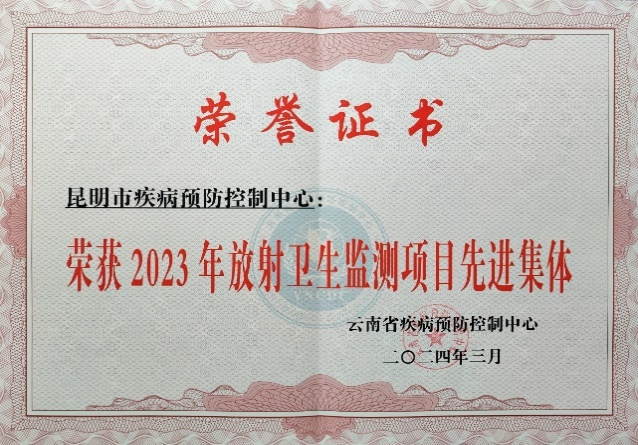 荣誉证书
昆明市疾病预防控制中心：
荣获2023年放射卫生监测项目先进集体
YNCDC
云南省疾病预防控制中心
二〇二四年三月